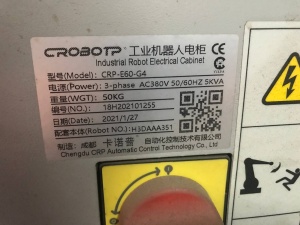 CROBOTP 工业机器人电柜
Industrial Robot Electrical Cabinet
型号(Model): CRP-E60-G4
电源(Power): 3-phase AC380V 50/60HZ 5KVA
重量(WGT): 50KG
编号(NO.): 18H202101255
日期(DATE): 2021/1/27
配套本体(Robot NO.): H3DAAA351
制造：成都 卡诺普 自动化控制技术有限公司
Chengdu CRP Automatic Control Technology Co., Ltd